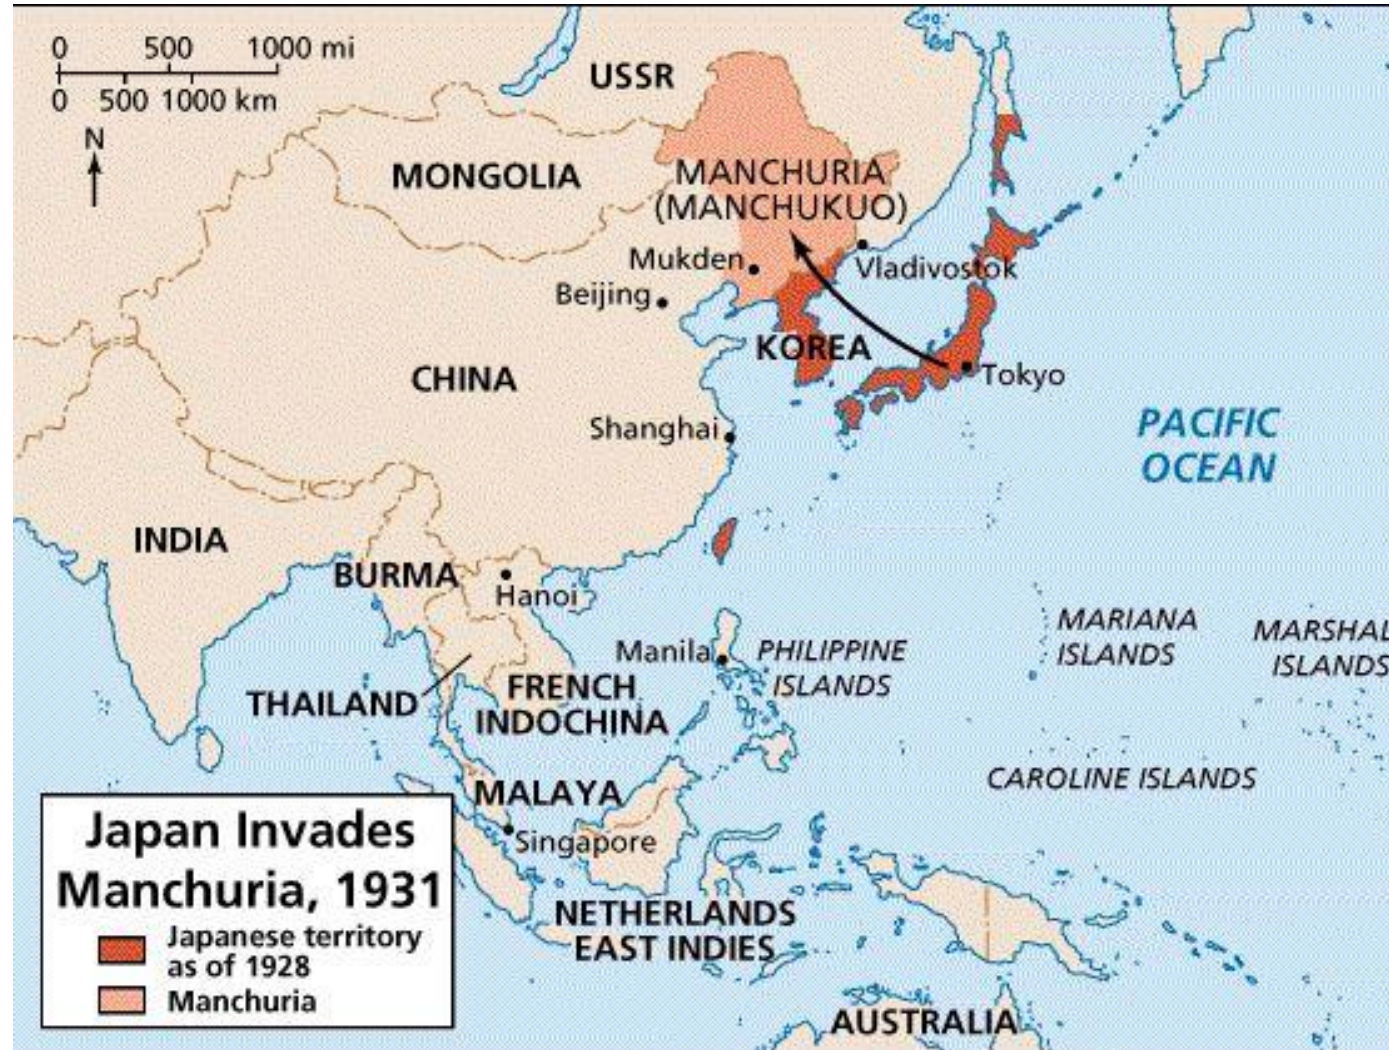 0 500 1000 mi
0 500 1000 km
N
USSR
MONGOLIA
MANCHURIA
(MANCHUKUO)
Mukden
Vladivostok
Beijing
KOREA
CHINA
Tokyo
Shanghai
PACIFIC
OCEAN
INDIA
BURMA
Hanoi
MARIANA
ISLANDS
MARSHAL
ISLANDS
Manila
PHILIPPINE
ISLANDS
THAILAND
FRENCH
INDOCHINA
CAROLINE ISLANDS
MALAYA
Singapore
NETHERLANDS
EAST INDIES
AUSTRALIA
Japan Invades
Manchuria, 1931
Japanese territory
as of 1928
Manchuria